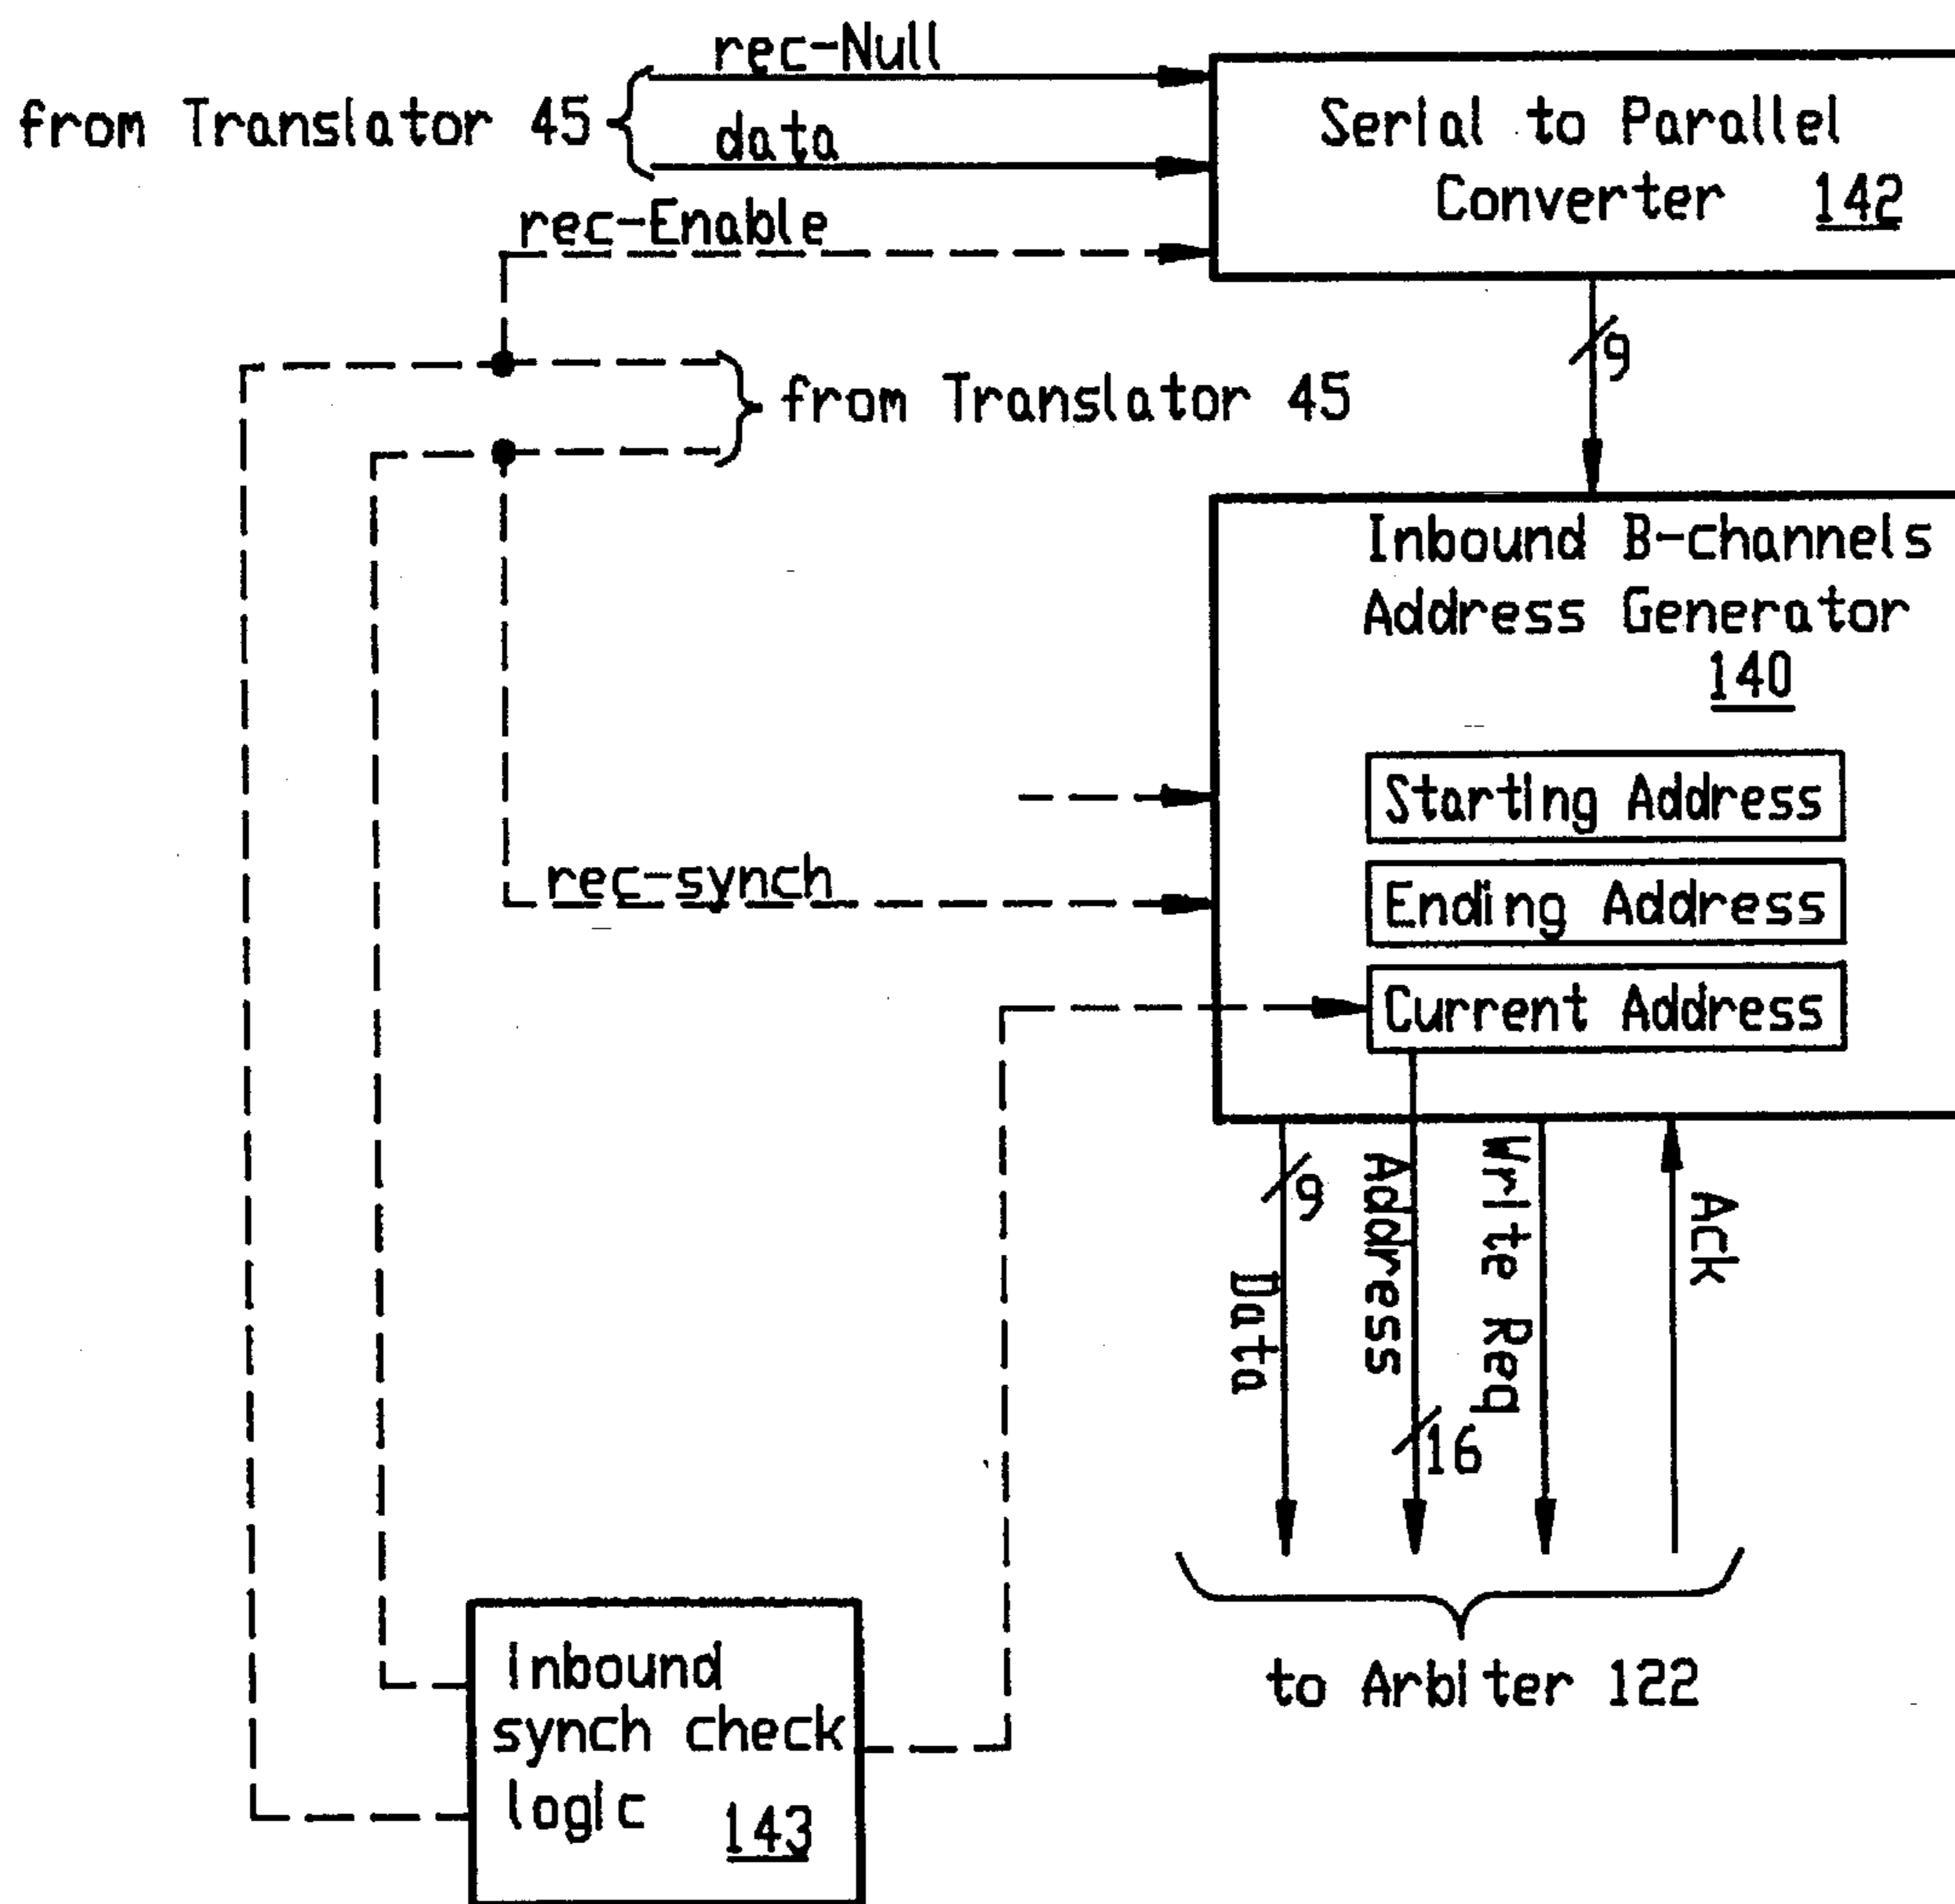 rec-Null
from Translator 45
data
rec-Enable
Serial to Parallel
Converter 142
9
from Translator 45
Inbound B-channels
Address Generator
140
Starting Address
rec-synch
Ending Address
Current Address
9
Data
Address
16
Write Req
Ack
to Arbiter 122
Inbound
synch check
logic 143